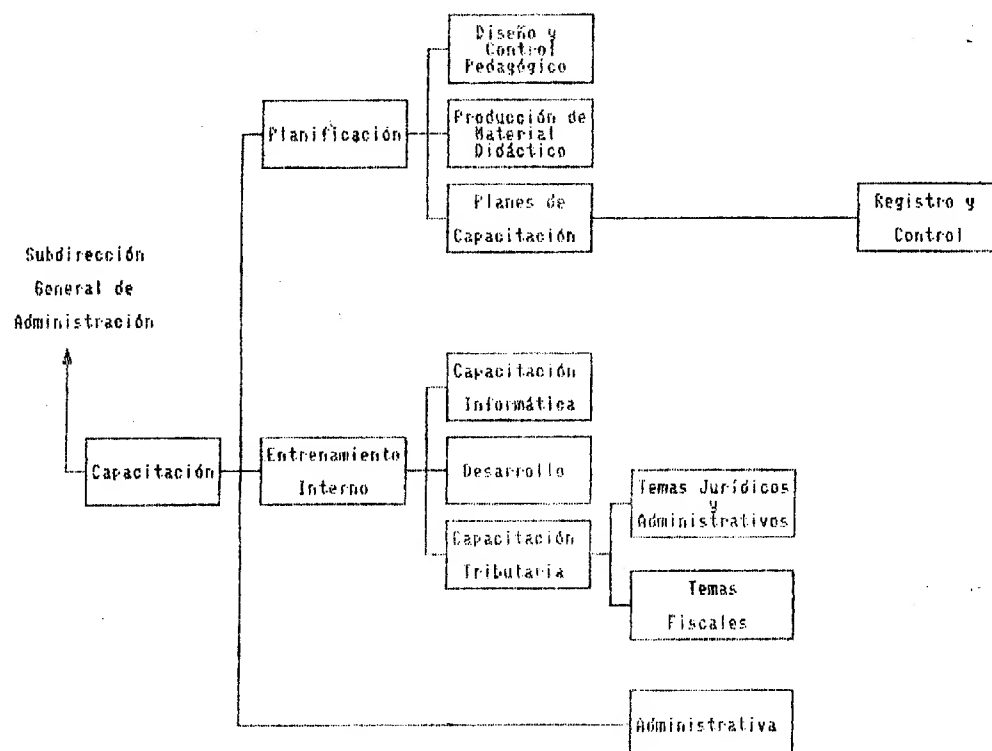 Diseño y
Control
Pedagógico
Planificación
Producción de
Material
Didáctico
Planes de
Capacitación
Registro y
Control
Subdirección
General de
Administración
Capacitación
Entrenamiento
Interno
Capacitación
Informática
Desarrollo
Capacitación
Tributaria
Temas Jurídicos
y
Administrativos
Temas
Fiscales
Administrativa